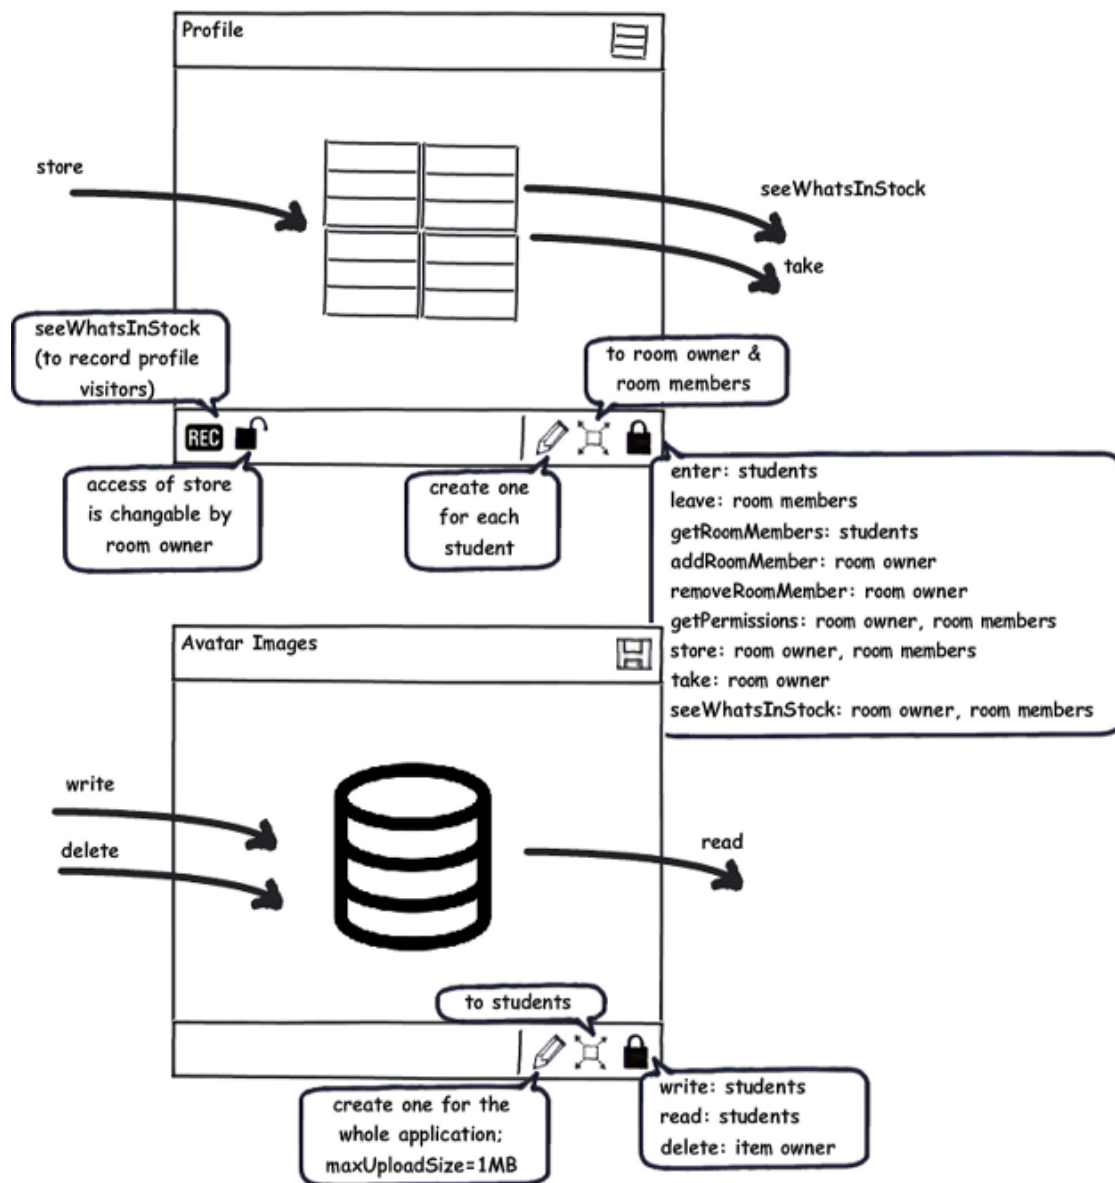 Profile
store
seeWhatsInStock
take
seeWhatsInStock
(to record profile
visitors)
to room owner &
room members
REC
access of store
is changable by
room owner
create one
for each
student
enter: students
leave: room members
getRoomMembers: students
addRoomMember: room owner
removeRoomMember: room owner
getPermissions: room owner, room members
store: room owner, room members
take: room owner
seeWhatsInStock: room owner, room members
Avatar Images
write
delete
read
to students
create one for the
whole application;
maxUploadSize=1MB
write: students
read: students
delete: item owner